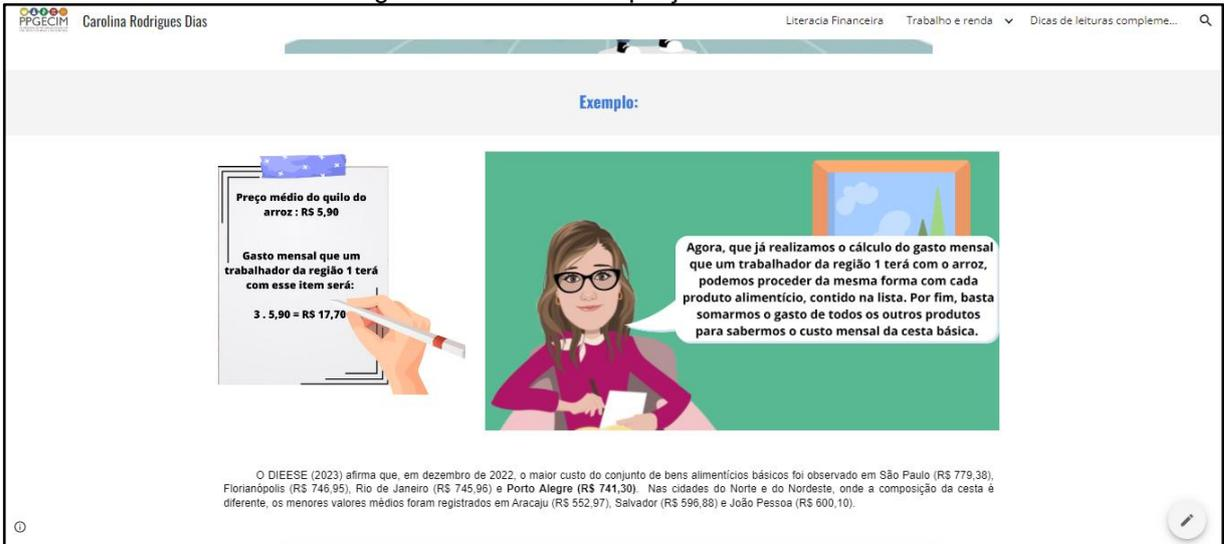 PPGECIM
Carolina Rodrigues Dias
Literacia Financeira
Trabalho e renda
Dicas de leituras compleme...
Exemplo:
Preço médio do quilo do
arroz : R$ 5,90
Gasto mensal que um
trabalhador da região 1 terá
com esse item será:
3 . 5,90 = R$ 17,70
Agora, que já realizamos o cálculo do gasto mensal
que um trabalhador da região 1 terá com o arroz,
podemos proceder da mesma forma com cada
produto alimentício, contido na lista. Por fim, basta
somarmos o gasto de todos os outros produtos
para sabermos o custo mensal da cesta básica.
O DIEESE (2023) afirma que, em dezembro de 2022, o maior custo do conjunto de bens alimentícios básicos foi observado em São Paulo (R$ 779,38),
Florianópolis (R$ 746,95), Rio de Janeiro (R$ 745,96) e Porto Alegre (R$ 741,30). Nas cidades do Norte e do Nordeste, onde a composição da cesta é
diferente, os menores valores médios foram registrados em Aracaju (R$ 552,97), Salvador (R$ 596,88) e João Pessoa (R$ 600,10).